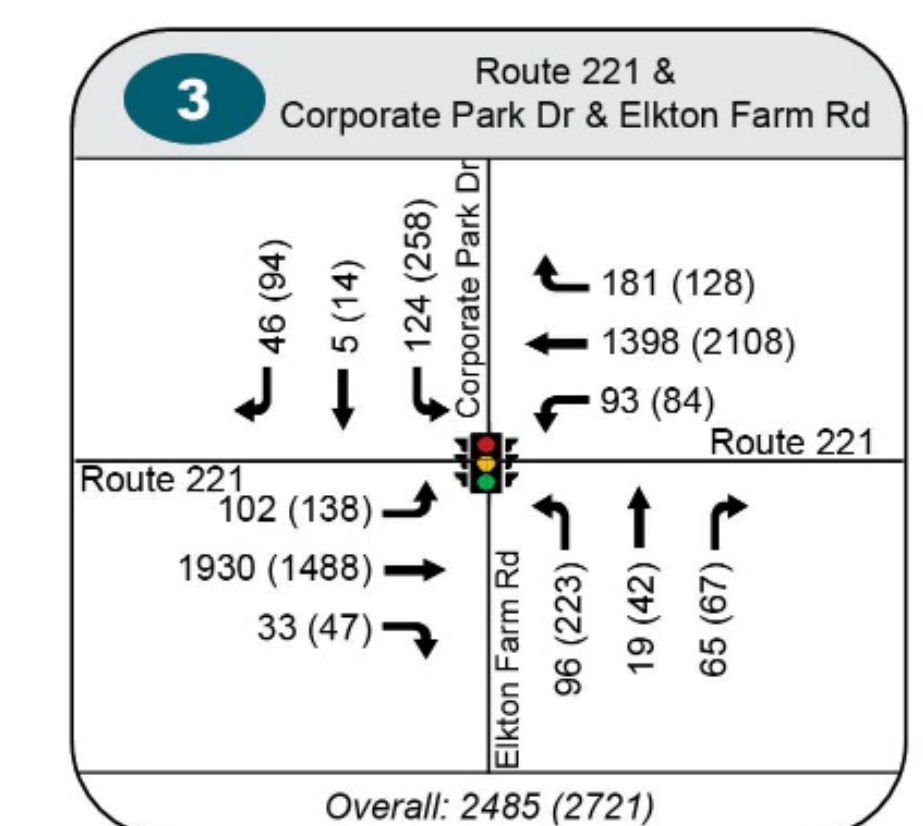 3
Route 221 &
Corporate Park Dr & Elkton Farm Rd
46 (94)
5 (14)
124 (258)
Corporate Park Dr
181 (128)
1398 (2108)
93 (84)
Route 221
Route 221
102 (138)
1930 (1488)
33 (47)
Elkton Farm Rd
96 (223)
19 (42)
65 (67)
Overall: 2485 (2721)